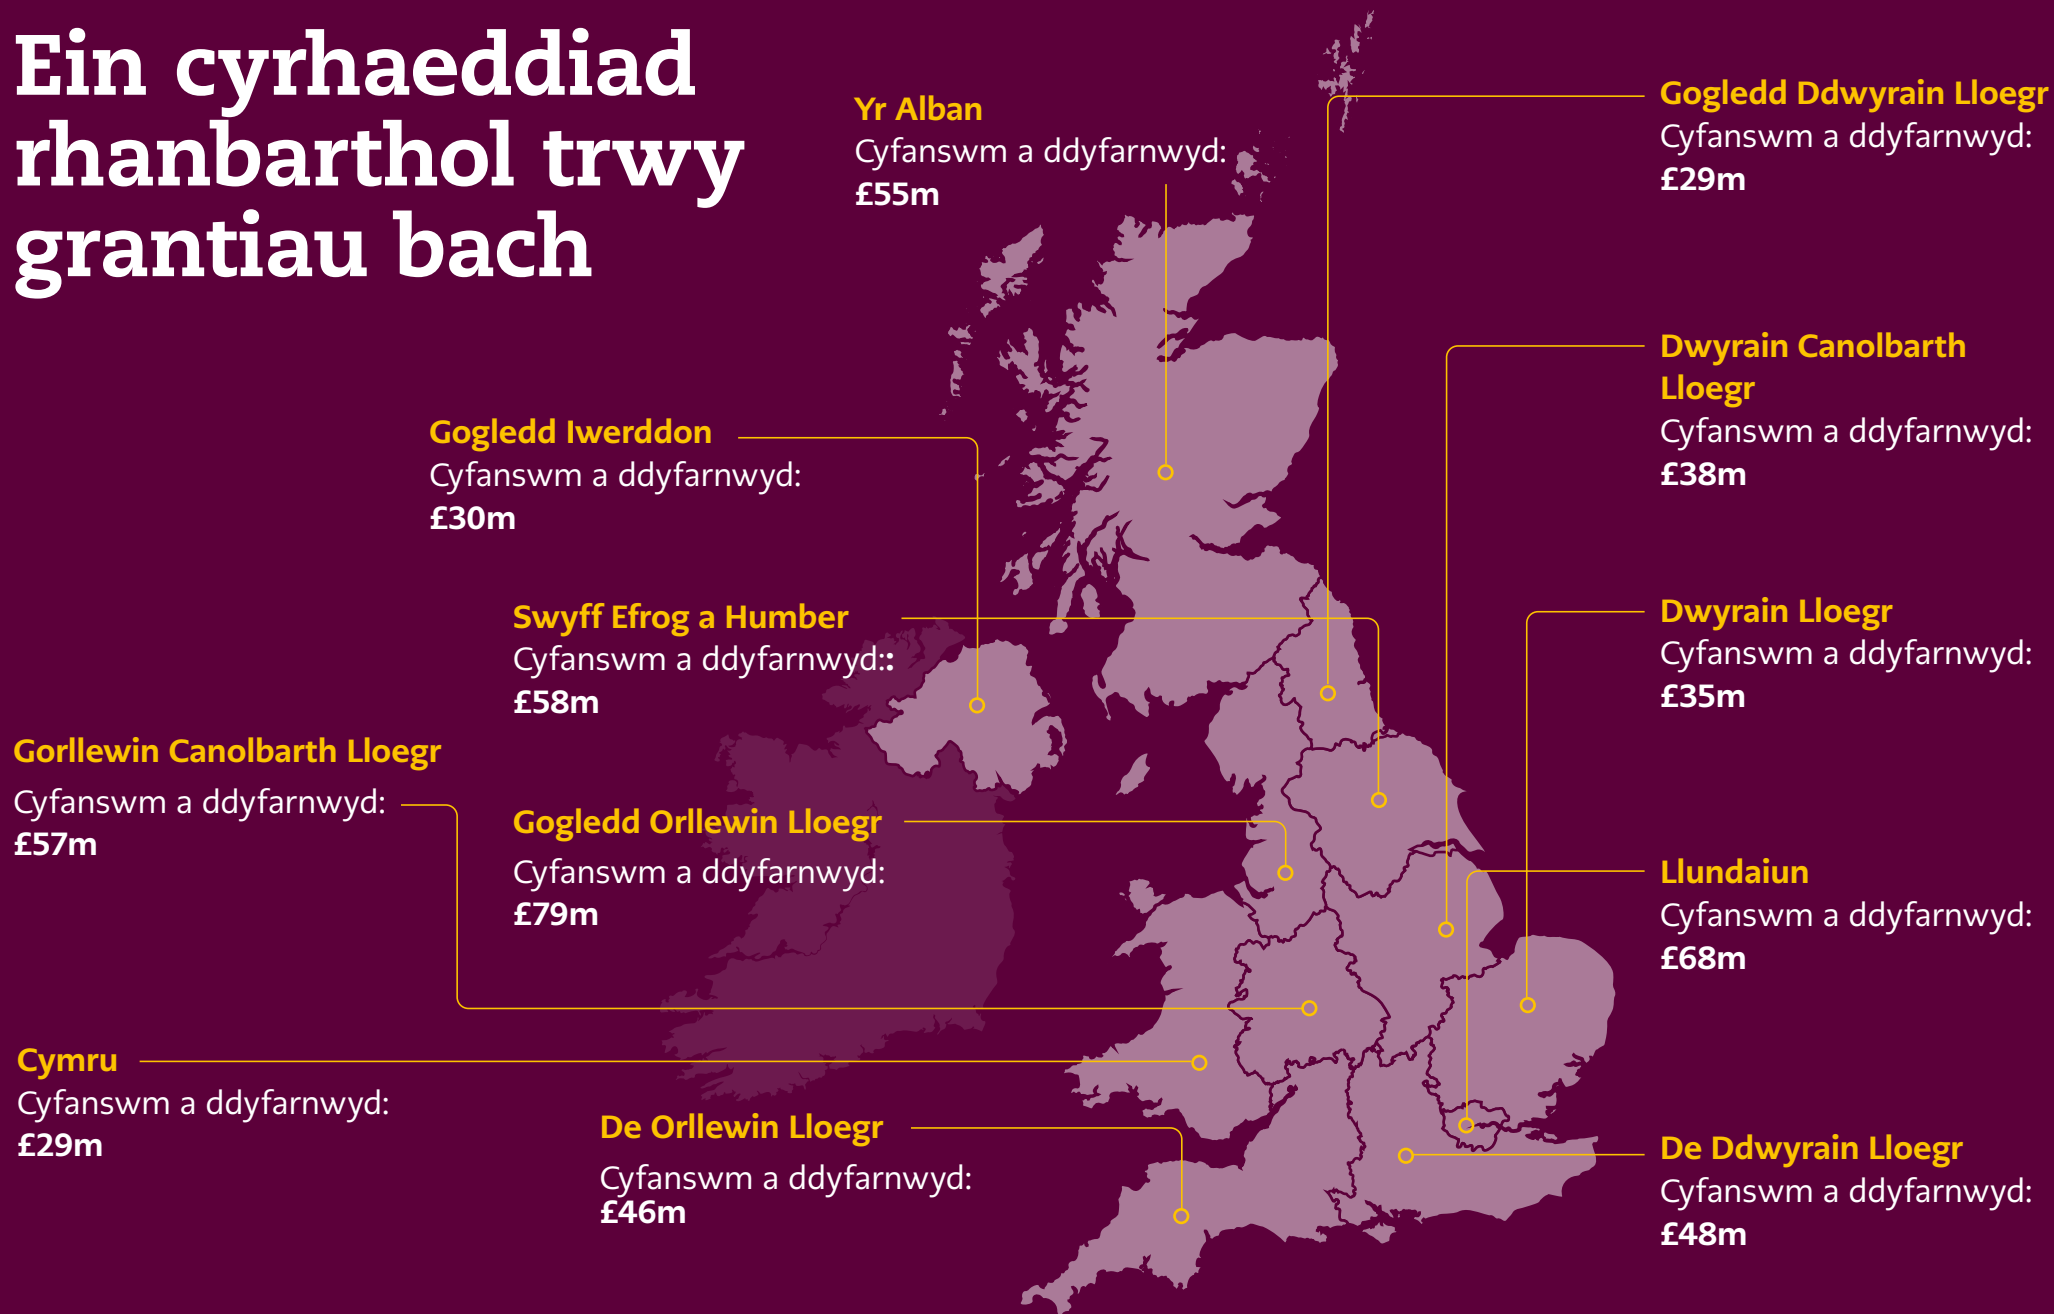 Ein cyrhaeddiad
rhanbarthol trwy
grantiau bach
Yr Alban
Cyfanswm a ddyfarnwyd:
£55m
Gogledd Ddwyrain Lloegr
Cyfanswm a ddyfarnwyd:
£29m
Dwyrain Canolbarth
Lloegr
Cyfanswm a ddyfarnwyd:
£38m
Gogledd Iwerddon
Cyfanswm a ddyfarnwyd:
£30m
Swyff Efrog a Humber
Cyfanswm a ddyfarnwyd::
£58m
Dwyrain Lloegr
Cyfanswm a ddyfarnwyd:
£35m
Gorllewin Canolbarth Lloegr
Cyfanswm a ddyfarnwyd:
£57m
Gogledd Orllewin Lloegr
Cyfanswm a ddyfarnwyd:
£79m
Llundaiun
Cyfanswm a ddyfarnwyd:
£68m
Cymru
Cyfanswm a ddyfarnwyd:
£29m
De Orllewin Lloegr
Cyfanswm a ddyfarnwyd:
£46m
De Ddwyrain Lloegr
Cyfanswm a ddyfarnwyd:
£48m